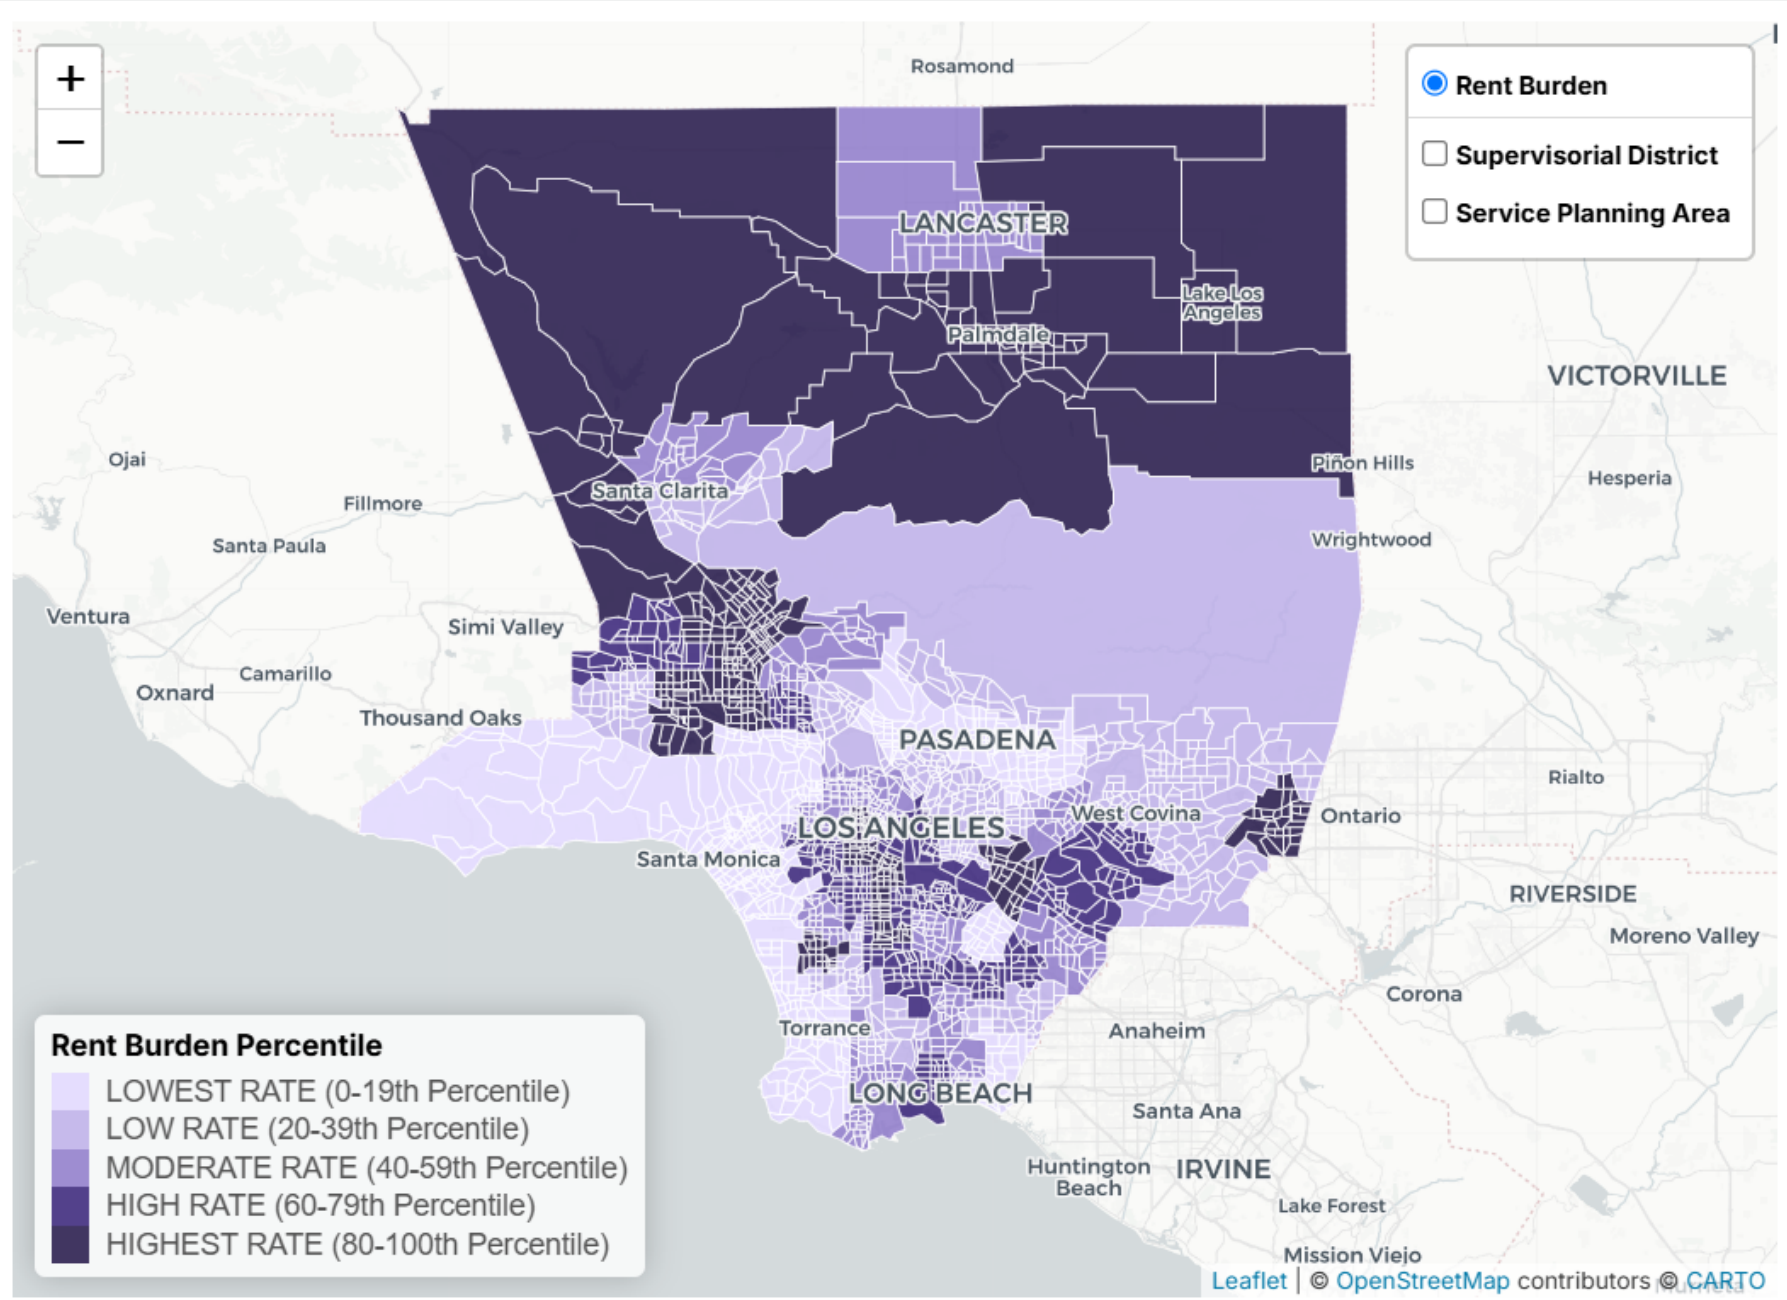 +
−
Rosamond
Rent Burden
Supervisorial District
Service Planning Area
LANCASTER
Lake Los
Angeles
Palmdale
VICTORVILLE
Ojai
Piñon Hills
Hesperia
Santa Clarita
Fillmore
Santa Paula
Wrightwood
Ventura
Simi Valley
Camarillo
Oxnard
Thousand Oaks
PASADENA
Rialto
West Covina
Ontario
LOS ANGELES
Santa Monica
RIVERSIDE
Moreno Valley
Corona
Torrance
Anaheim
LONG BEACH
Santa Ana
Huntington
Beach
IRVINE
Lake Forest
Mission Viejo
Rent Burden Percentile
LOWEST RATE (0-19th Percentile)
LOW RATE (20-39th Percentile)
MODERATE RATE (40-59th Percentile)
HIGH RATE (60-79th Percentile)
HIGHEST RATE (80-100th Percentile)
Leaflet | © OpenStreetMap contributors © CARTO